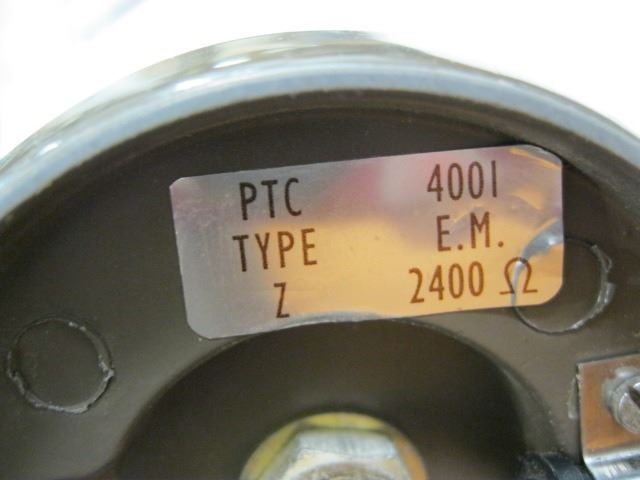 PTC 4001
TYPE E.M.
Z 2400 Ω